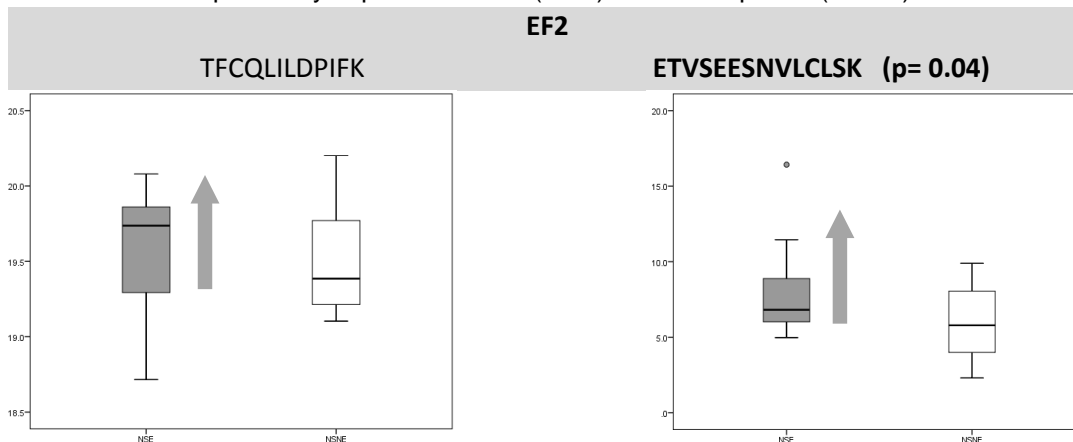 EF2
TFCQLILDPIFK
ETVSEESNVLCLSK (p= 0.04)
20.5
20.0
19.5
19.0
18.5
NSE
NSNE
20.0
15.0
10.0
5.0
.0
NSE
NSNE